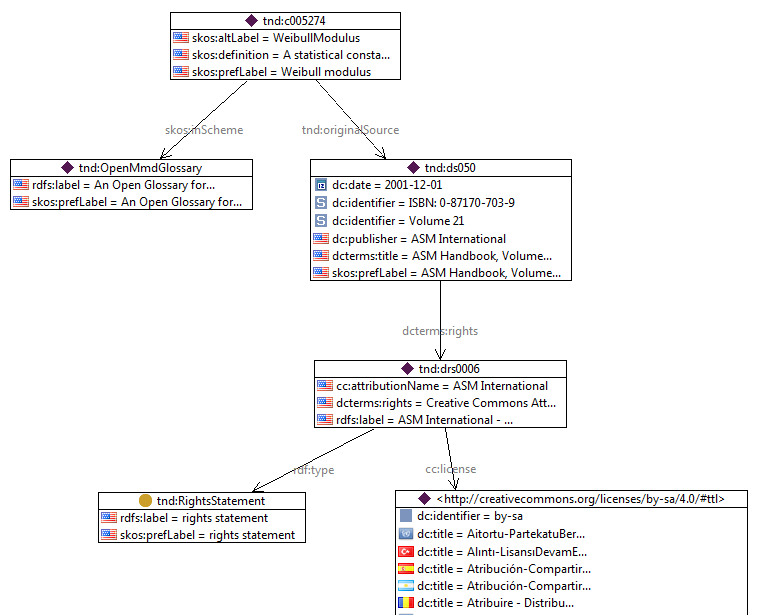 tnd:c005274
skos:altLabel = WeibullModulus
skos:definition = A statistical consta...
skos:prefLabel = Weibull modulus
skos:inScheme
tnd:originalSource
tnd:OpenMmdGlossary
rdfs:label = An Open Glossary for...
skos:prefLabel = An Open Glossary for...
tnd:ds050
dc:date = 2001-12-01
dc:identifier = ISBN: 0-87170-703-9
dc:identifier = Volume 21
dc:publisher = ASM International
dcterms:title = ASM Handbook, Volume...
skos:prefLabel = ASM Handbook, Volume...
dcterms:rights
tnd:drs0006
cc:attributionName = ASM International
dcterms:rights = Creative Commons Att...
rdfs:label = ASM International - ...
rdf:type
cc:license
tnd:RightsStatement
rdfs:label = rights statement
skos:prefLabel = rights statement
<http://creativecommons.org/licenses/by-sa/4.0/#ttl>
dc:identifier = by-sa
dc:title = Aitortu-PartekatuBer...
dc:title = Alıntı-LisansıDevamE...
dc:title = Atribución-Compartir...
dc:title = Atribución-Compartir...
dc:title = Atribuire - Distribu...